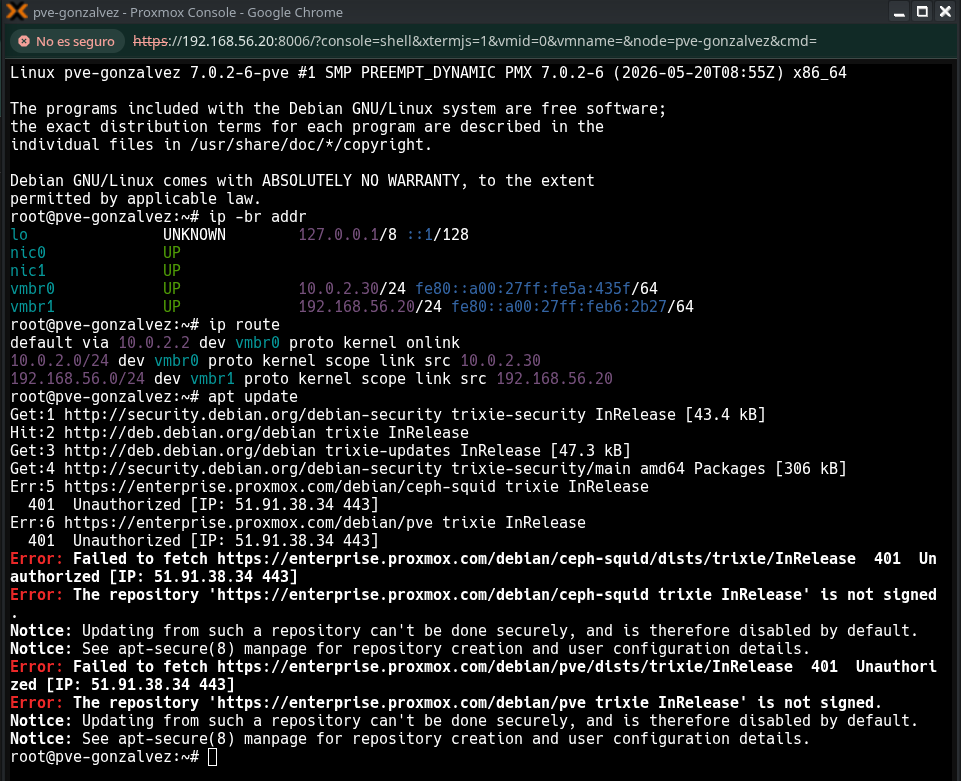 pve-gonzalvez - Proxmox Console - Google Chrome
No es seguro https://192.168.56.20:8006/?console=shell&xtermjs=1&vmid=0&vmname=&node=pve-gonzalvez&cmd=
Linux pve-gonzalvez 7.0.2-6-pve #1 SMP PREEMPT_DYNAMIC PMX 7.0.2-6 (2026-05-20T08:55Z) x86_64
The programs included with the Debian GNU/Linux system are free software;
the exact distribution terms for each program are described in the
individual files in /usr/share/doc/*/copyright.
Debian GNU/Linux comes with ABSOLUTELY NO WARRANTY, to the extent
permitted by applicable law.
root@pve-gonzalvez:~# ip -br addr
lo UNKNOWN 127.0.0.1/8 ::1/128
nic0 UP
nic1 UP
vmbr0 UP 10.0.2.30/24 fe80::a00:27ff:fe5a:435f/64
vmbr1 UP 192.168.56.20/24 fe80::a00:27ff:feb6:2b27/64
root@pve-gonzalvez:~# ip route
default via 10.0.2.2 dev vmbr0 proto kernel onlink
10.0.2.0/24 dev vmbr0 proto kernel scope link src 10.0.2.30
192.168.56.0/24 dev vmbr1 proto kernel scope link src 192.168.56.20
root@pve-gonzalvez:~# apt update
Get:1 http://security.debian.org/debian-security trixie-security InRelease [43.4 kB]
Hit:2 http://deb.debian.org/debian trixie InRelease
Get:3 http://deb.debian.org/debian trixie-updates InRelease [47.3 kB]
Get:4 http://security.debian.org/debian-security trixie-security/main amd64 Packages [306 kB]
Err:5 https://enterprise.proxmox.com/debian/ceph-squid trixie InRelease
401 Unauthorized [IP: 51.91.38.34 443]
Err:6 https://enterprise.proxmox.com/debian/pve trixie InRelease
401 Unauthorized [IP: 51.91.38.34 443]
Error: Failed to fetch https://enterprise.proxmox.com/debian/ceph-squid/dists/trixie/InRelease 401 Un
authorized [IP: 51.91.38.34 443]
Error: The repository 'https://enterprise.proxmox.com/debian/ceph-squid trixie InRelease' is not signed
.
Notice: Updating from such a repository can't be done securely, and is therefore disabled by default.
Notice: See apt-secure(8) manpage for repository creation and user configuration details.
Error: Failed to fetch https://enterprise.proxmox.com/debian/pve/dists/trixie/InRelease 401 Unauthori
zed [IP: 51.91.38.34 443]
Error: The repository 'https://enterprise.proxmox.com/debian/pve trixie InRelease' is not signed.
Notice: Updating from such a repository can't be done securely, and is therefore disabled by default.
Notice: See apt-secure(8) manpage for repository creation and user configuration details.
root@pve-gonzalvez:~#